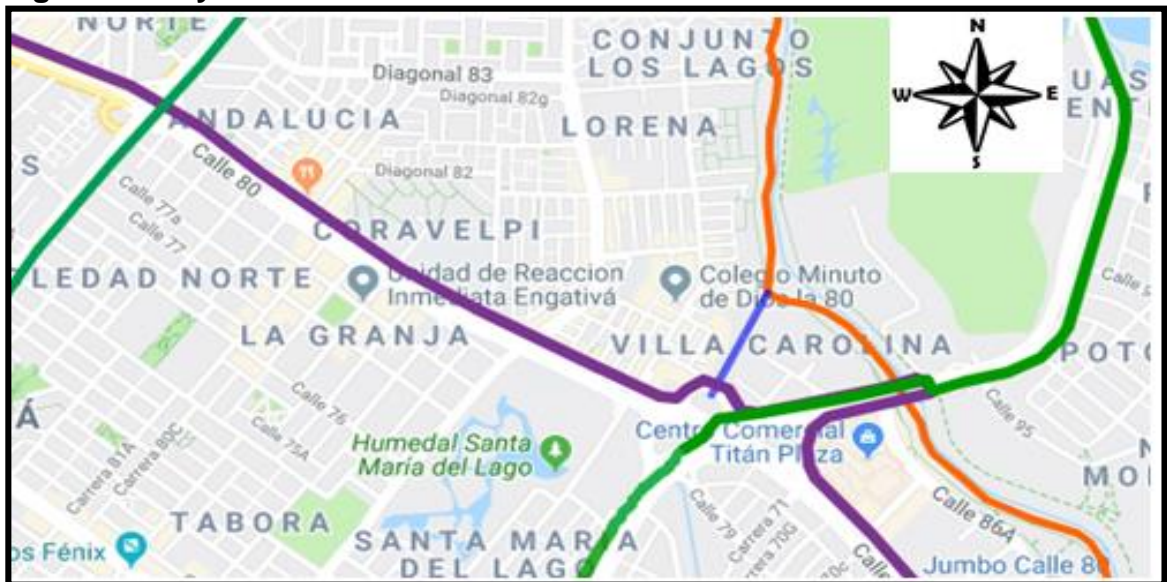 NORTE
CONJUNTO
LOS LAGOS
N
W
E
S
Diagonal 83
Diagonal 82g
ANDALUCIA
LORENA
Calle 80
Diagonal 82
Calle 77a
Calle 77
CORAVELPI
LEDAD NORTE
Unidad de Reaccion
Inmediata Engativá
Colegio Minuto
de Dios la 80
LA GRANJA
VILLA CAROLINA
POTO
Calle 76
Calle 75A
Calle 95
Humedal Santa
María del Lago
Centro Comercial
Titán Plaza
Carrera 81A
Carrera 80C
Calle 79
Carrera 71
Carrera 70G
Calle 86A
TABORA
os Fénix
SANTA MARIA
DEL LAGO
Jumbo Calle 80